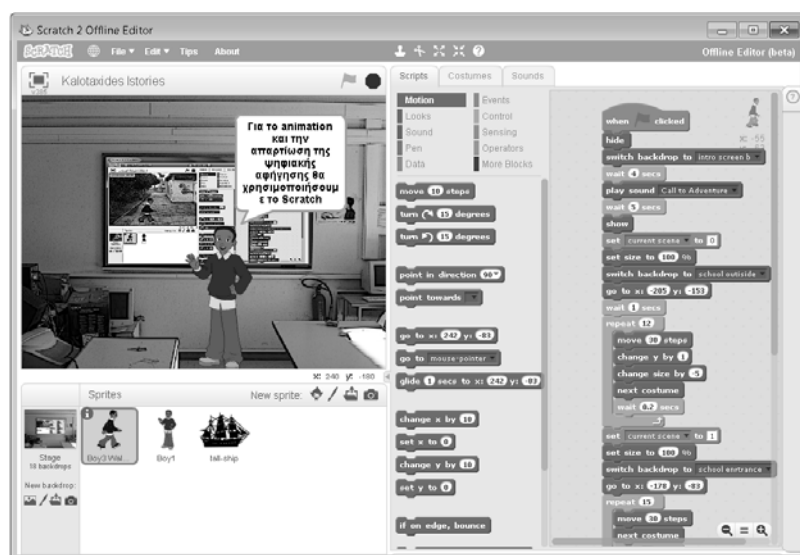 Scratch 2 Offline Editor
SCRATCH File Edit Tips About
Offline Editor (beta)
Kalotaxides Istories
Για το animation
και την
απαρτίωση της
ψηφιακής
αφήγησης θα
χρησιμοποιήσουμ
ε το Scratch
X: 240 y: -180
Sprites New sprite:
Stage
18 backdrops
New backdrop:
Boy3 Wal...
Boy1
tall-ship
Scripts Costumes Sounds
Motion Events
Looks Control
Sound Sensing
Pen Operators
Data More Blocks
move 10 steps
turn 15 degrees
turn 15 degrees
point in direction 90
point towards
go to x: 242 y: -83
go to mouse-pointer
glide 1 secs to x: 242 y: -83
change x by 10
set x to 0
change y by 10
set y to 0
if on edge, bounce
when clicked
hide
switch backdrop to intro screen b
wait 4 secs
play sound Call to Adventure
wait 5 secs
show
set current scene to 0
set size to 100 %
switch backdrop to school outside
go to x: -205 y: -153
wait 1 secs
repeat 12
move 30 steps
change y by 1
change size by -5
next costume
wait 0.2 secs
set current scene to 1
set size to 100 %
switch backdrop to school enrtrance
go to x: -178 y: -83
repeat 15
move 30 steps
next costume